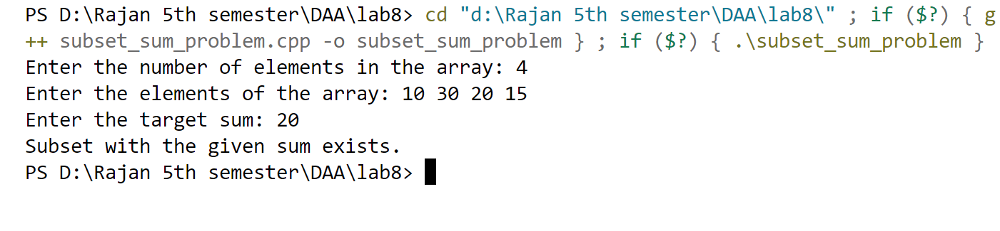 PS D:\Rajan 5th semester\DAA\lab8> cd "d:\Rajan 5th semester\DAA\lab8\" ; if ($?) { g
++ subset_sum_problem.cpp -o subset_sum_problem } ; if ($?) { .\subset_sum_problem }
Enter the number of elements in the array: 4
Enter the elements of the array: 10 30 20 15
Enter the target sum: 20
Subset with the given sum exists.
PS D:\Rajan 5th semester\DAA\lab8>